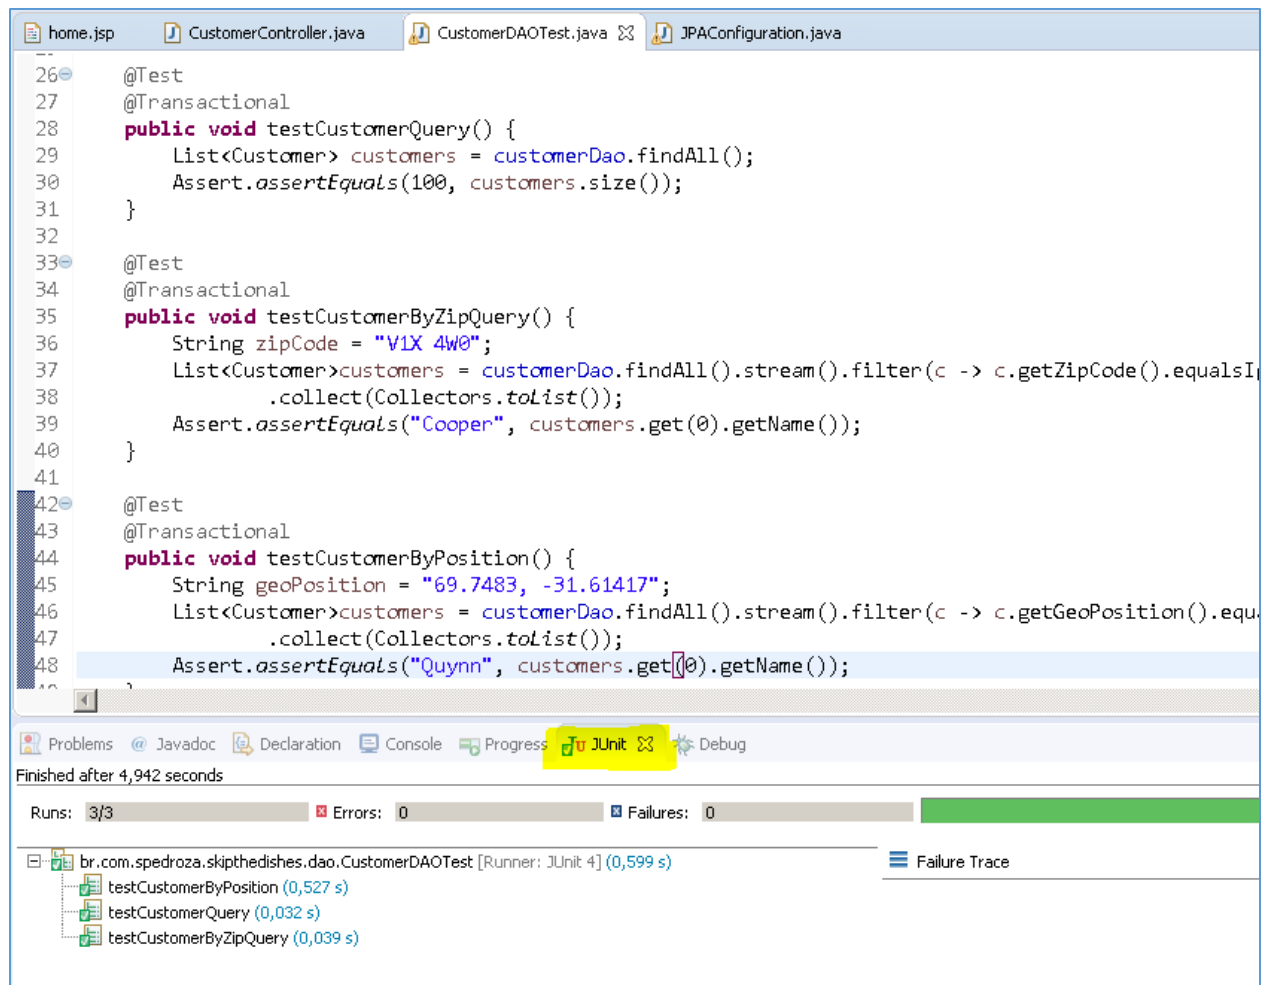 home.jsp CustomerController.java CustomerDAOTest.java JPAConfiguration.java
26 @Test
27 @Transactional
28 public void testCustomerQuery() {
29 List<Customer> customers = customerDao.findAll();
30 Assert.assertEquals(100, customers.size());
31 }
32
33 @Test
34 @Transactional
35 public void testCustomerByZipQuery() {
36 String zipCode = "V1X 4W0";
37 List<Customer>customers = customerDao.findAll().stream().filter(c -> c.getZipCode().equalsI
38 .collect(Collectors.toList());
39 Assert.assertEquals("Cooper", customers.get(0).getName());
40 }
41
42 @Test
43 @Transactional
44 public void testCustomerByPosition() {
45 String geoPosition = "69.7483, -31.61417";
46 List<Customer>customers = customerDao.findAll().stream().filter(c -> c.getGeoPosition().equ
47 .collect(Collectors.toList());
48 Assert.assertEquals("Quynn", customers.get(0).getName());
Problems @ Javadoc Declaration Console Progress JUnit Debug
Finished after 4,942 seconds
Runs: 3/3 Errors: 0 Failures: 0
br.com.spedroza.skipthedishes.dao.CustomerDAOTest [Runner: JUnit 4] (0,599 s) Failure Trace
testCustomerByPosition (0,527 s)
testCustomerQuery (0,032 s)
testCustomerByZipQuery (0,039 s)